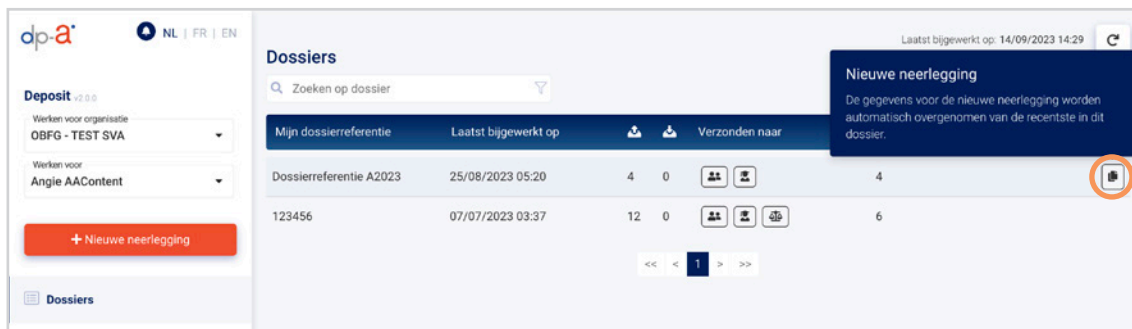 dp-a
NL | FR | EN
Deposit v2.0.0
Werken voor organisatie
OBFG - TEST SVA
Werken voor
Angie AAContent
+ Nieuwe neerlegging
Dossiers
Laatst bijgewerkt op: 14/09/2023 14:29
Dossiers
Zoeken op dossier
Nieuwe neerlegging
De gegevens voor de nieuwe neerlegging worden
automatisch overgenomen van de recentste in dit
dossier.
Mijn dossierreferentie Laatst bijgewerkt op Verzonden naar
Dossierreferentie A2023 25/08/2023 05:20 4 0 4
123456 07/07/2023 03:37 12 0 6
<< < 1 > >>